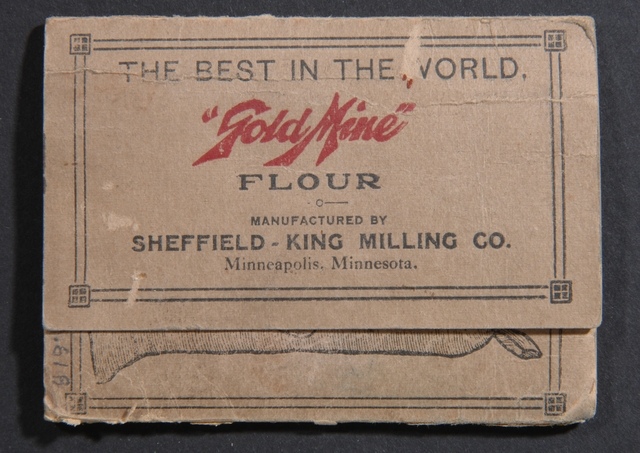 THE BEST IN THE WORLD.
"Gold Mine"
FLOUR
MANUFACTURED BY
SHEFFIELD-KING MILLING CO.
Minneapolis, Minnesota.